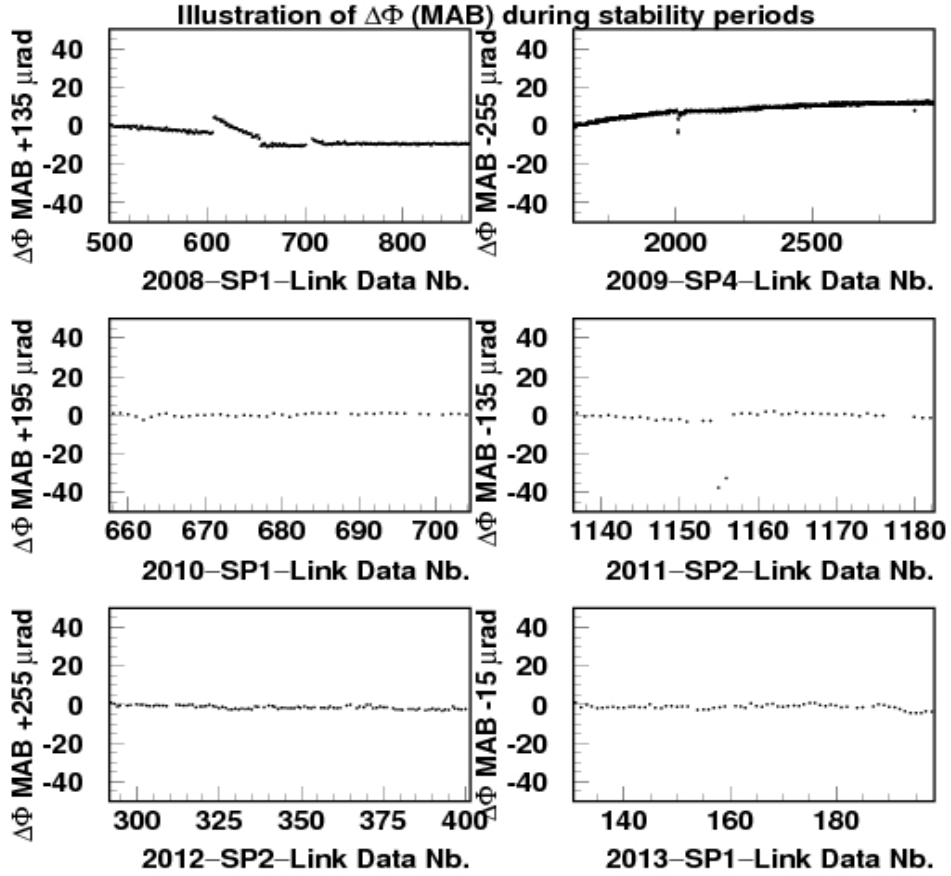 Illustration of ΔΦ (MAB) during stability periods
ΔΦ MAB +135 μrad
40
20
0
-20
-40
500 600 700 800
2008–SP1–Link Data Nb.
ΔΦ MAB -255 μrad
40
20
0
-20
-40
2000 2500
2009–SP4–Link Data Nb.
ΔΦ MAB +195 μrad
40
20
0
-20
-40
660 670 680 690 700
2010–SP1–Link Data Nb.
ΔΦ MAB -135 μrad
40
20
0
-20
-40
1140 1150 1160 1170 1180
2011–SP2–Link Data Nb.
ΔΦ MAB +255 μrad
40
20
0
-20
-40
300 325 350 375 400
2012–SP2–Link Data Nb.
ΔΦ MAB -15 μrad
40
20
0
-20
-40
140 160 180
2013–SP1–Link Data Nb.